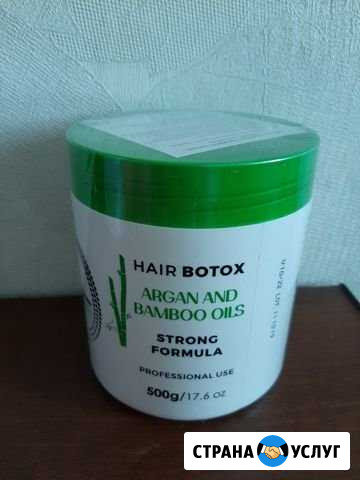 HAIR BOTOX
ARGAN AND
BAMBOO OILS
STRONG
FORMULA
PROFESSIONAL USE
500g/17.6 oz
СТРАНА УСЛУГ